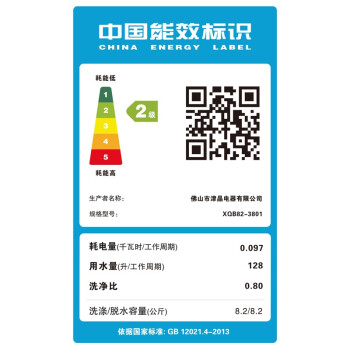 中国能效标识
CHINA ENERGY LABEL
耗能低
1
2
3
4
5
2级
耗能高
生产者名称: 佛山市津晶电器有限公司
规格型号: XQB82-3801
耗电量(千瓦时/工作周期) 0.097
用水量(升/工作周期) 128
洗净比 0.80
洗涤/脱水容量(公斤) 8.2/8.2
依据国家标准: GB 12021.4-2013